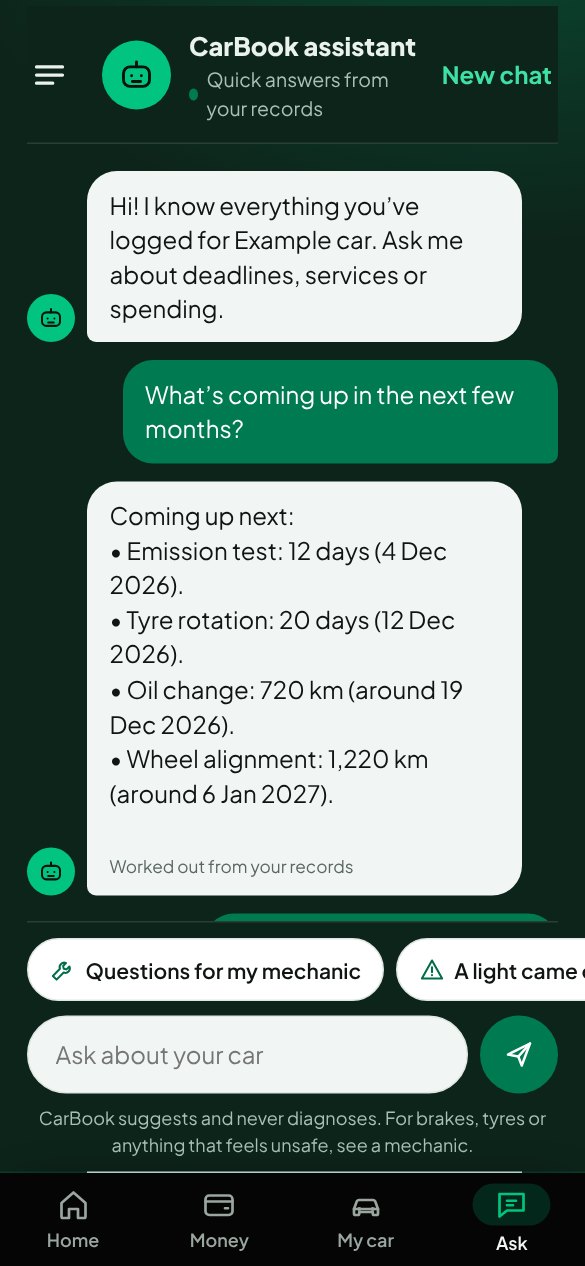 CarBook assistant
Quick answers from
your records
New chat
Hi! I know everything you’ve
logged for Example car. Ask me
about deadlines, services or
spending.
What’s coming up in the next few
months?
Coming up next:
• Emission test: 12 days (4 Dec
2026).
• Tyre rotation: 20 days (12 Dec
2026).
• Oil change: 720 km (around 19
Dec 2026).
• Wheel alignment: 1,220 km
(around 6 Jan 2027).
Worked out from your records
Questions for my mechanic
A light came
Ask about your car
CarBook suggests and never diagnoses. For brakes, tyres or
anything that feels unsafe, see a mechanic.
Home
Money
My car
Ask